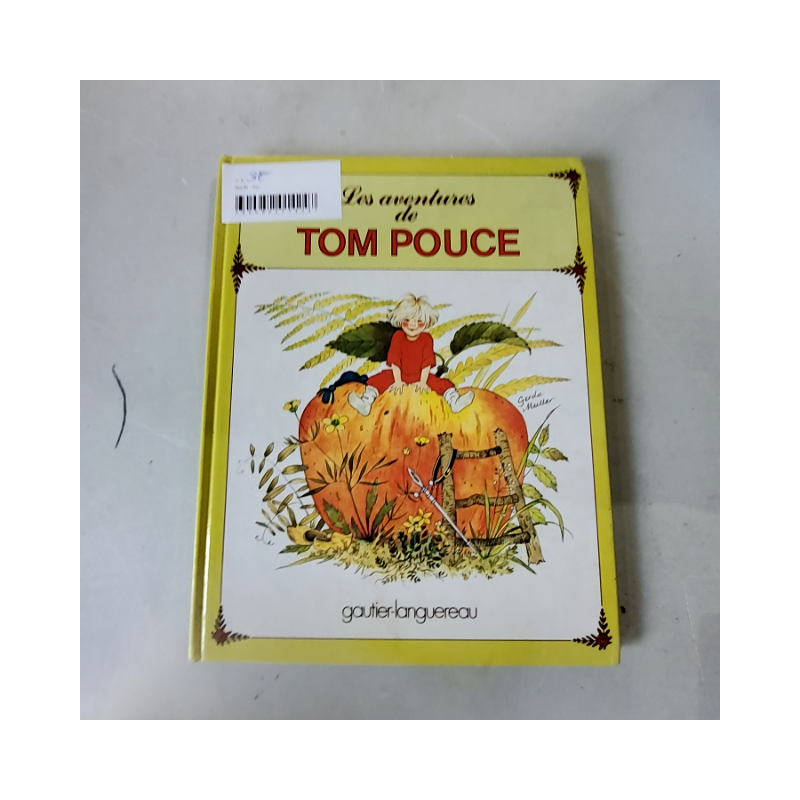 Les aventures
de
TOM POUCE
Gerda
Muller
gautier-languereau